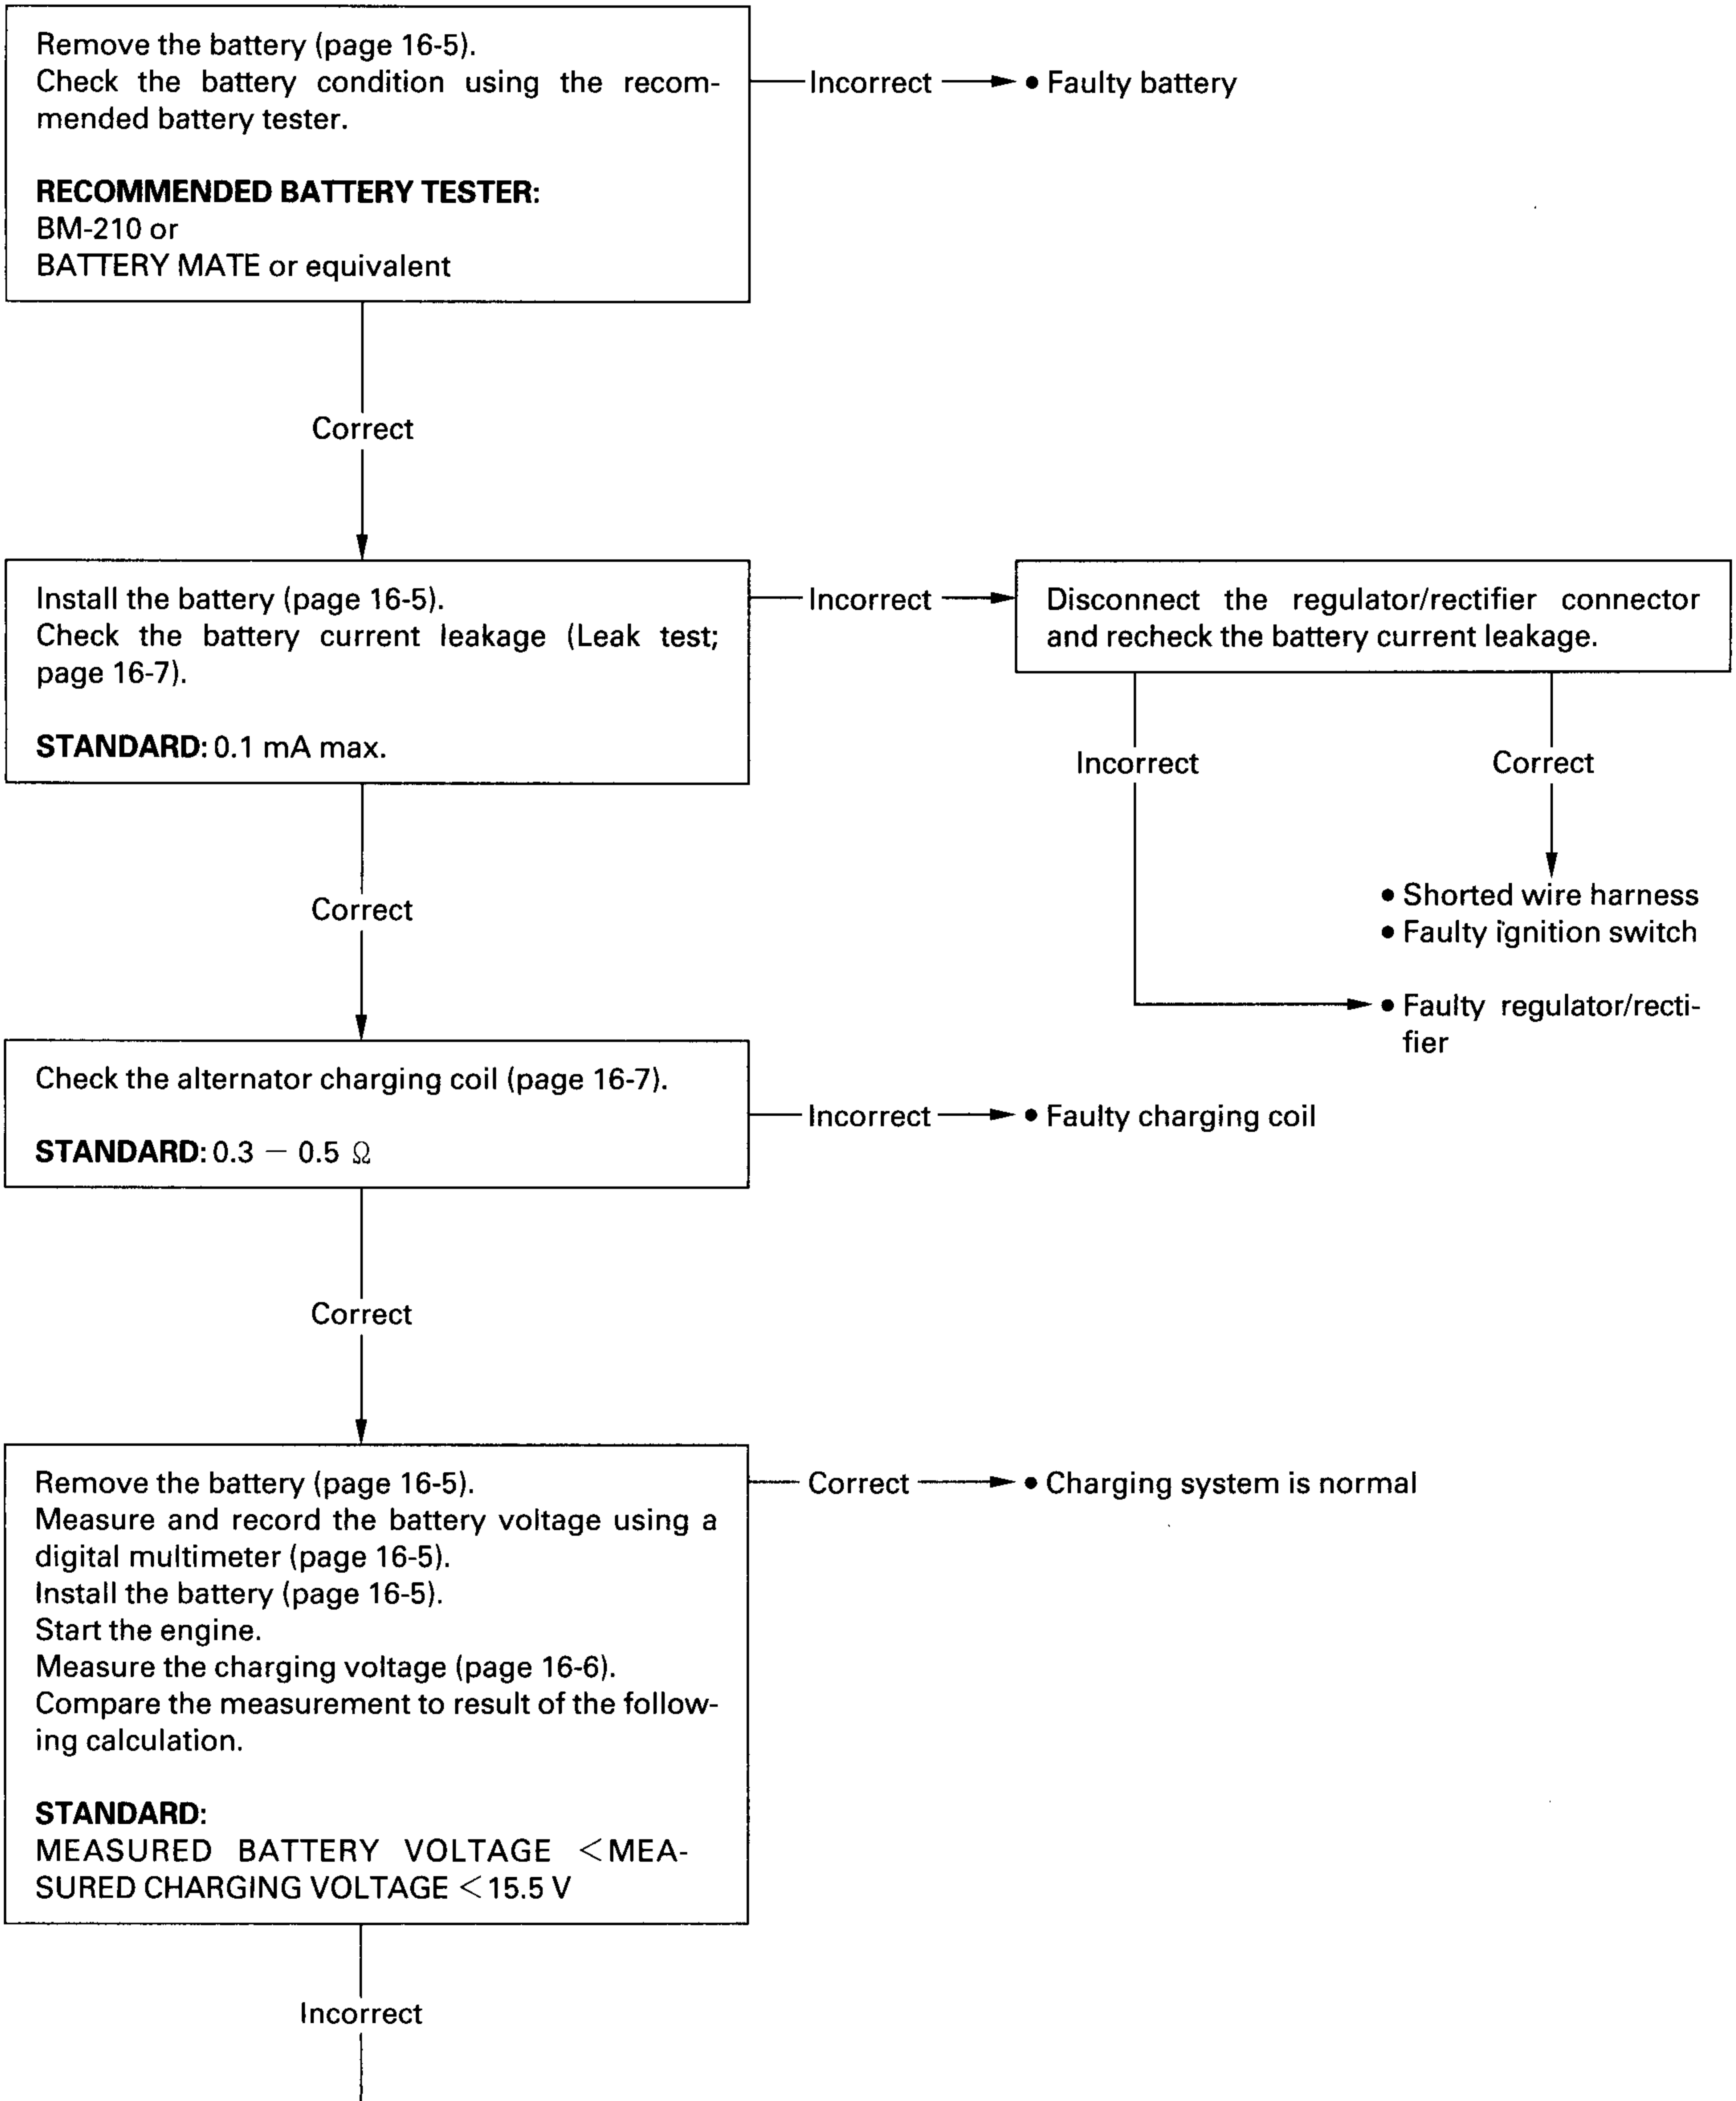 Remove the battery (page 16-5).
Check the battery condition using the recom-
mended battery tester.
RECOMMENDED BATTERY TESTER:
BM-210 or
BATTERY MATE or equivalent
Incorrect
• Faulty battery
Correct
Install the battery (page 16-5).
Check the battery current leakage (Leak test;
page 16-7).
STANDARD: 0.1 mA max.
Incorrect
Disconnect the regulator/rectifier connector
and recheck the battery current leakage.
Incorrect
Correct
• Shorted wire harness
• Faulty ignition switch
• Faulty regulator/recti-
fier
Correct
Check the alternator charging coil (page 16-7).
STANDARD: 0.3 – 0.5 Ω
Incorrect
• Faulty charging coil
Correct
Remove the battery (page 16-5).
Measure and record the battery voltage using a
digital multimeter (page 16-5).
Install the battery (page 16-5).
Start the engine.
Measure the charging voltage (page 16-6).
Compare the measurement to result of the follow-
ing calculation.
STANDARD:
MEASURED BATTERY VOLTAGE < MEA-
SURED CHARGING VOLTAGE < 15.5 V
Correct
• Charging system is normal
Incorrect